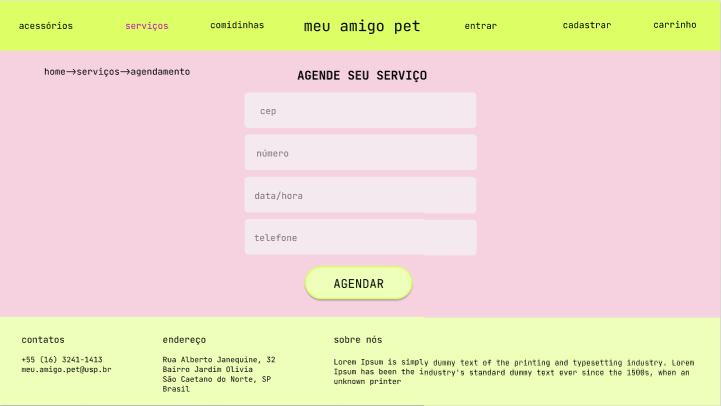 acessórios serviços comidinhas meu amigo pet entrar cadastrar carrinho
home→serviços→agendamento
AGENDE SEU SERVIÇO
cep
número
data/hora
telefone
AGENDAR
contatos
+55 (16) 3241-1413
meu.amigo.pet@usp.br
endereço
Rua Alberto Janequine, 32
Bairro Jardim Olivia
São Caetano do Norte, SP
Brasil
sobre nós
Lorem Ipsum is simply dummy text of the printing and typesetting industry. Lorem
Ipsum has been the industry's standard dummy text ever since the 1500s, when an
unknown printer